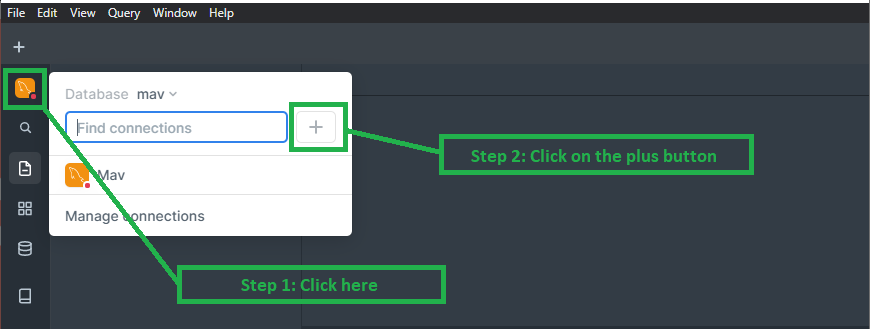 File Edit View Query Window Help
Database mav
Find connections
Step 2: Click on the plus button
Mav
Manage connections
Step 1: Click here